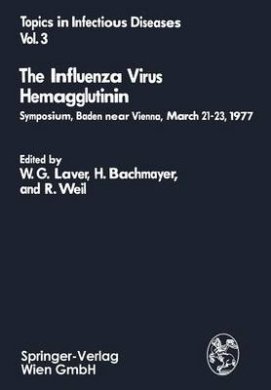 Topics in Infectious Diseases
Vol. 3
The Influenza Virus
Hemagglutinin
Symposium, Baden near Vienna, March 21-23, 1977
Edited by
W. G. Laver, H. Bachmayer,
and R. Weil
Springer-Verlag
Wien GmbH